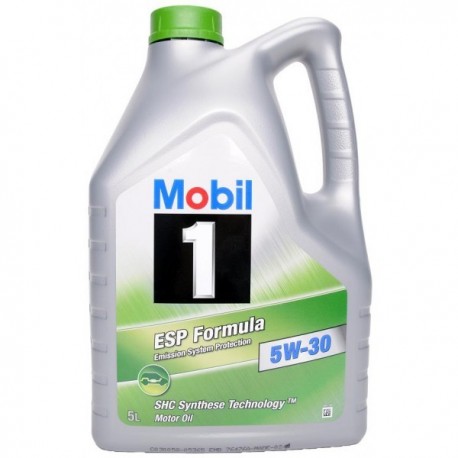 Mobil
1
ESP Formula
Emission System Protection
5W-30
5L
SHC Synthese Technology™
Motor Oil